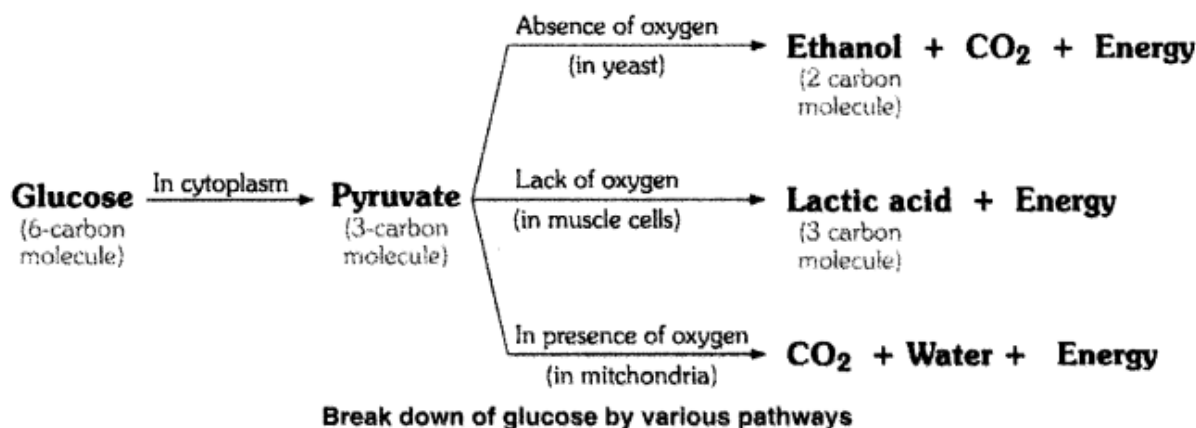 Absence of oxygen
(in yeast)
Ethanol + CO₂ + Energy
(2 carbon
molecule)
Glucose
(6-carbon
molecule)
In cytoplasm
Pyruvate
(3-carbon
molecule)
Lack of oxygen
(in muscle cells)
Lactic acid + Energy
(3 carbon
molecule)
In presence of oxygen
(in mitchondria)
CO₂ + Water + Energy
Break down of glucose by various pathways